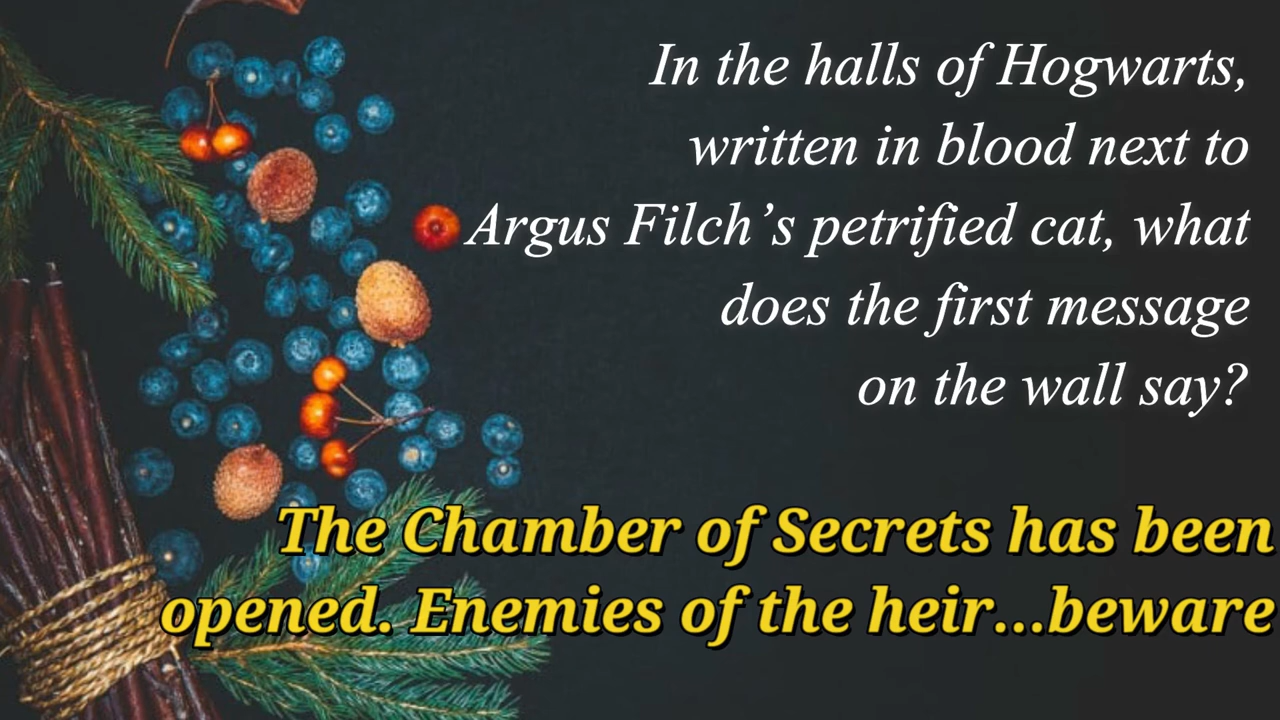 In the halls of Hogwarts,
written in blood next to
Argus Filch’s petrified cat, what
does the first message
on the wall say?
The Chamber of Secrets has been
opened. Enemies of the heir...beware